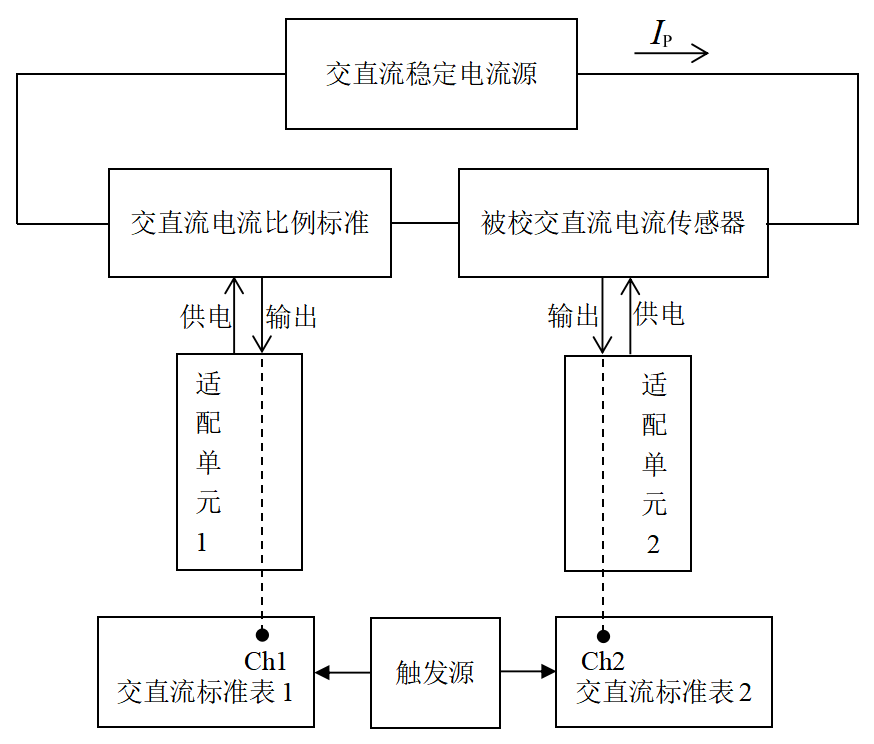 交直流稳定电流源
I_P
交直流电流比例标准
被校交直流电流传感器
供电
输出
输出
供电
适配单元1
适配单元2
Ch1
交直流标准表1
触发源
Ch2
交直流标准表2